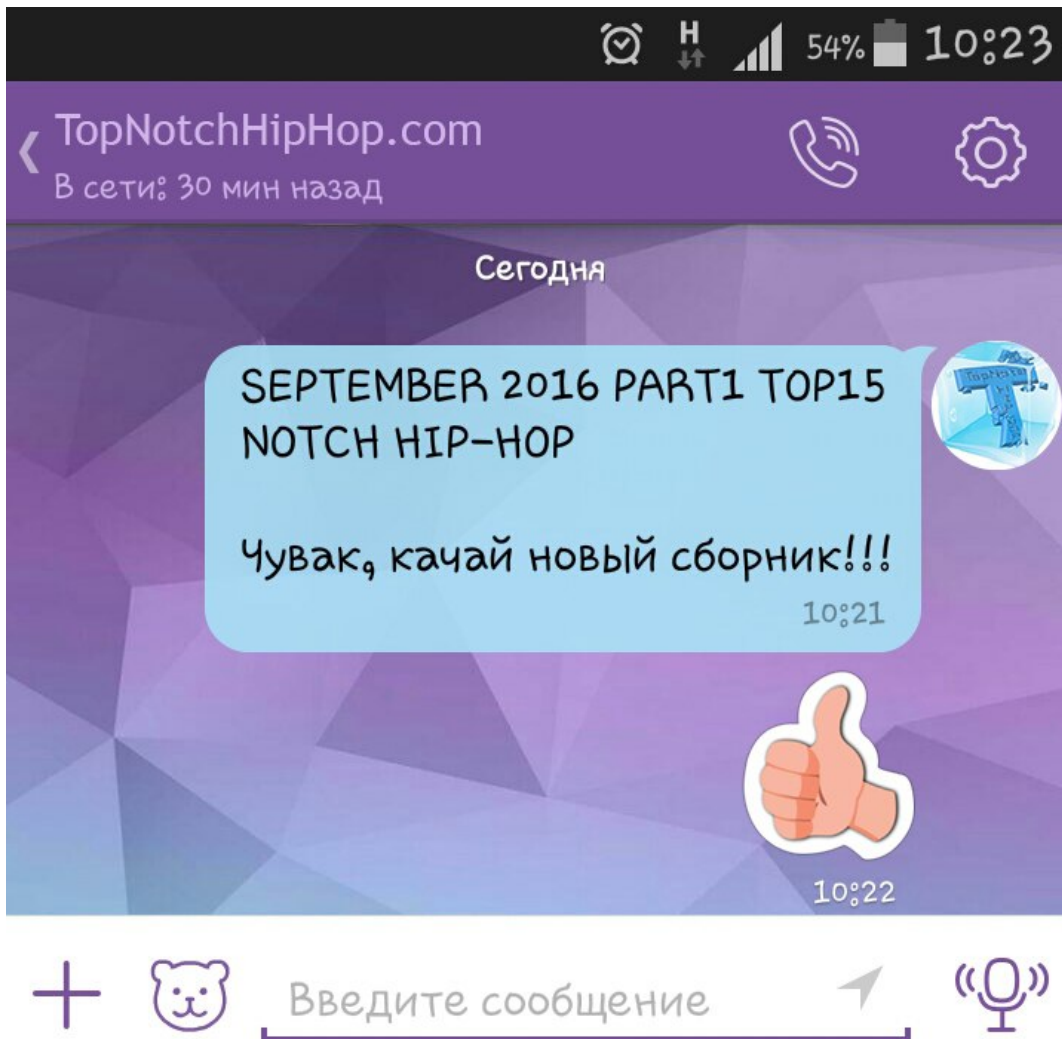 H 54% 10:23
TopNotchHipHop.com
В сети: 30 мин назад
Сегодня
SEPTEMBER 2016 PART1 TOP15
NOTCH HIP-HOP
Чувак, качай новый сборник!!!
10:21
10:22
Введите сообщение